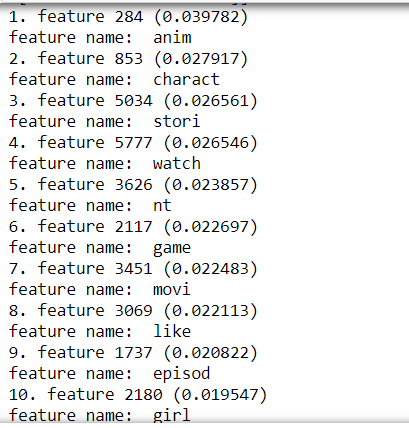 1. feature 284 (0.039782)
feature name:  anim
2. feature 853 (0.027917)
feature name:  charact
3. feature 5034 (0.026561)
feature name:  stori
4. feature 5777 (0.026546)
feature name:  watch
5. feature 3626 (0.023857)
feature name:  nt
6. feature 2117 (0.022697)
feature name:  game
7. feature 3451 (0.022483)
feature name:  movi
8. feature 3069 (0.022113)
feature name:  like
9. feature 1737 (0.020822)
feature name:  episod
10. feature 2180 (0.019547)
feature name:  girl